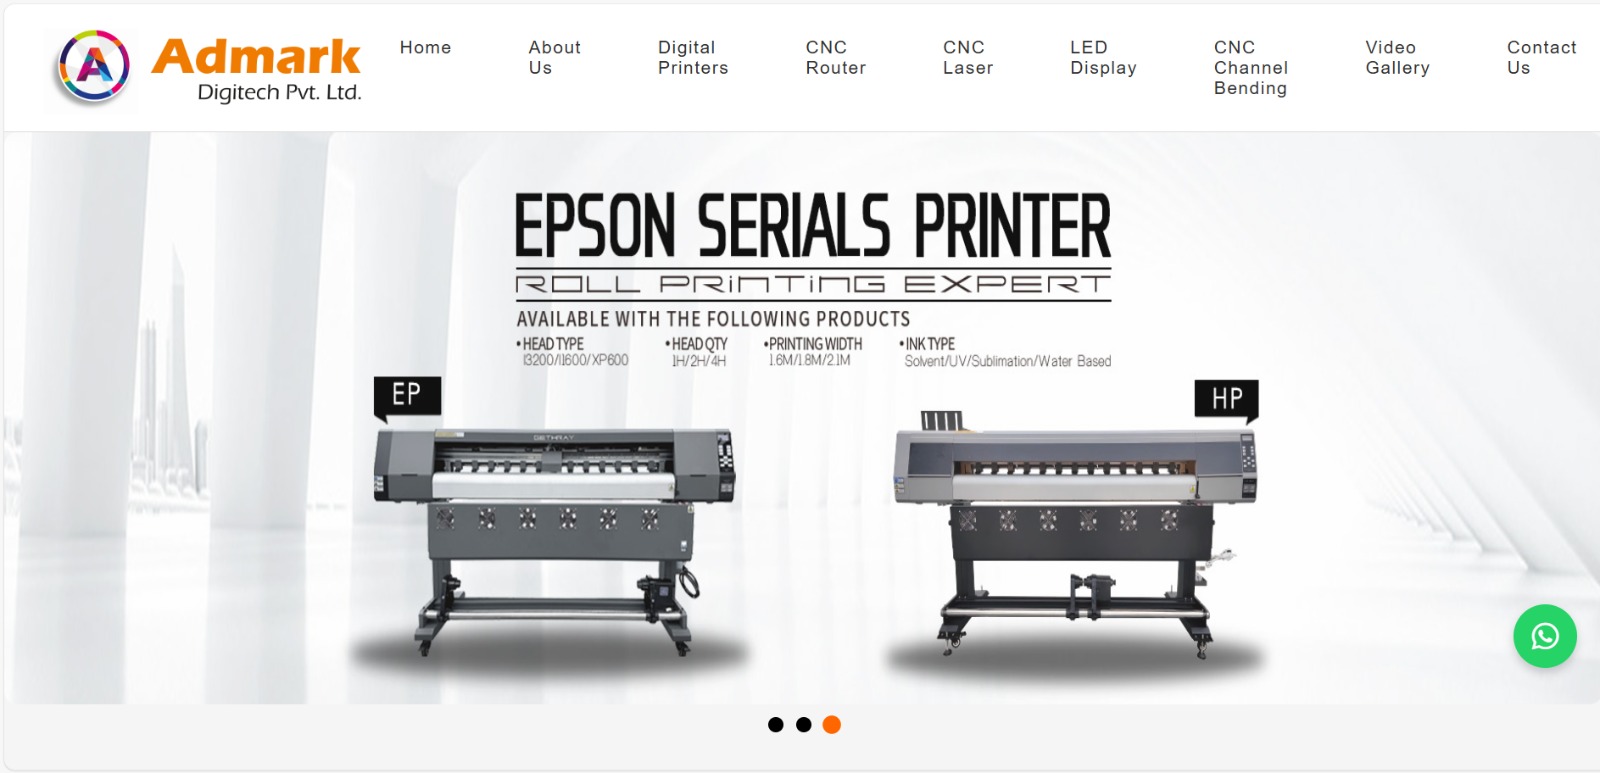 Admark
Digitech Pvt. Ltd.
Home
About
Us
Digital
Printers
CNC
Router
CNC
Laser
LED
Display
CNC
Channel
Bending
Video
Gallery
Contact
Us
EPSON SERIALS PRINTER
ROLL PRiNTiNG EXPERT
AVAILABLE WITH THE FOLLOWING PRODUCTS
• HEAD TYPE
I3200/I1600/XP600
• HEAD QTY
1H/2H/4H
• PRINTING WIDTH
1.6M/1.8M/2.1M
• INK TYPE
Solvent/UV/Sublimation/Water Based
EP
HP